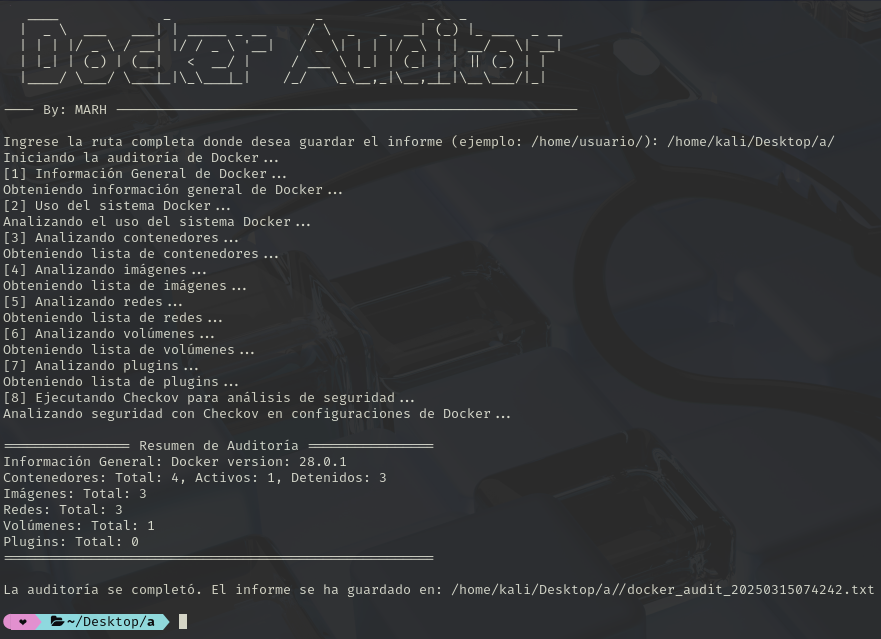 Docker Auditor
By: MARH
Ingrese la ruta completa donde desea guardar el informe (ejemplo: /home/usuario/): /home/kali/Desktop/a/
Iniciando la auditoría de Docker...
[1] Información General de Docker...
Obteniendo información general de Docker...
[2] Uso del sistema Docker...
Analizando el uso del sistema Docker...
[3] Analizando contenedores...
Obteniendo lista de contenedores...
[4] Analizando imágenes...
Obteniendo lista de imágenes...
[5] Analizando redes...
Obteniendo lista de redes...
[6] Analizando volúmenes...
Obteniendo lista de volúmenes...
[7] Analizando plugins...
Obteniendo lista de plugins...
[8] Ejecutando Checkov para análisis de seguridad...
Analizando seguridad con Checkov en configuraciones de Docker...
Resumen de Auditoría
Información General: Docker version: 28.0.1
Contenedores: Total: 4, Activos: 1, Detenidos: 3
Imágenes: Total: 3
Redes: Total: 3
Volúmenes: Total: 1
Plugins: Total: 0
La auditoría se completó. El informe se ha guardado en: /home/kali/Desktop/a//docker_audit_20250315074242.txt
~/Desktop/a